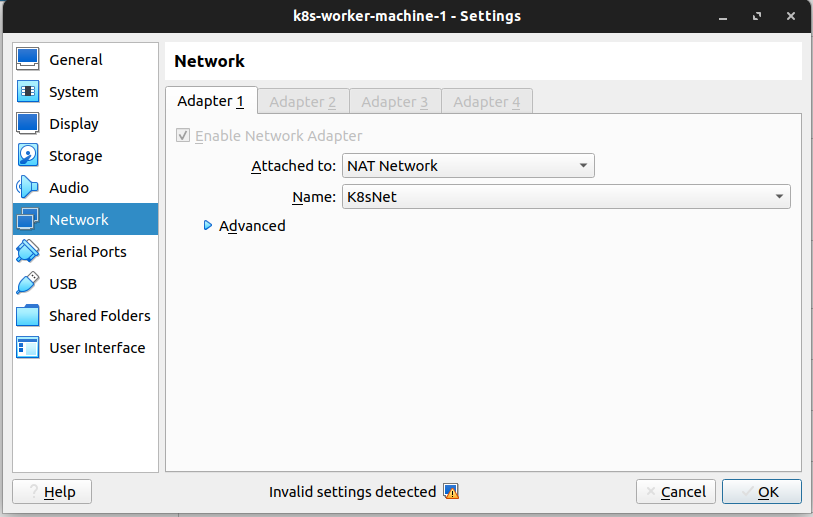 k8s-worker-machine-1 - Settings
General
System
Display
Storage
Audio
Network
Serial Ports
USB
Shared Folders
User Interface
Network
Adapter 1 Adapter 2 Adapter 3 Adapter 4
Enable Network Adapter
Attached to: NAT Network
Name: K8sNet
Advanced
? Help Invalid settings detected Cancel OK